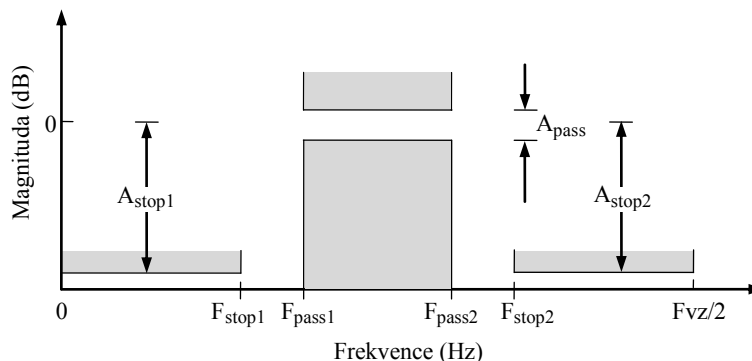 Magnituda (dB)
0
A_stop1
A_pass
A_stop2
0
F_stop1
F_pass1
F_pass2
F_stop2
Fvz/2
Frekvence (Hz)